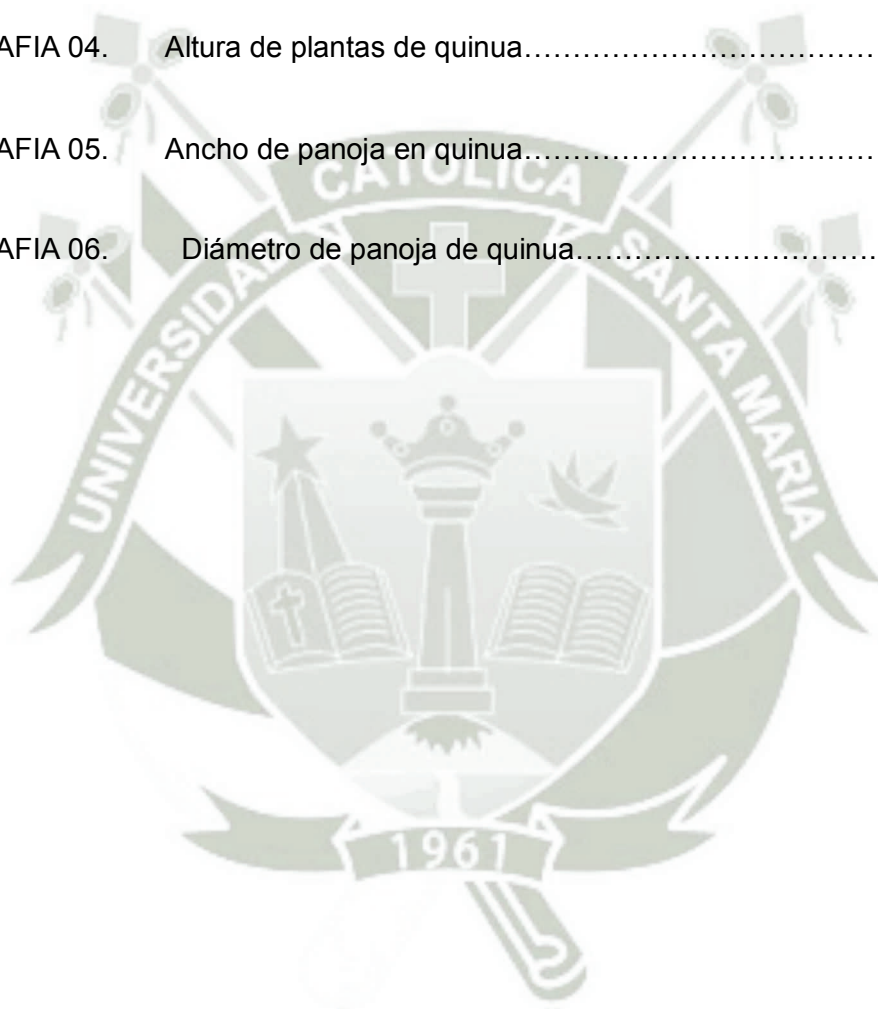 AFIA 04. Altura de plantas de quinua……………………………
AFIA 05. Ancho de panoja en quinua……………………………
AFIA 06. Diámetro de panoja de quinua…………………………
UNIVERSIDAD CATOLICA SANTA MARIA
1961